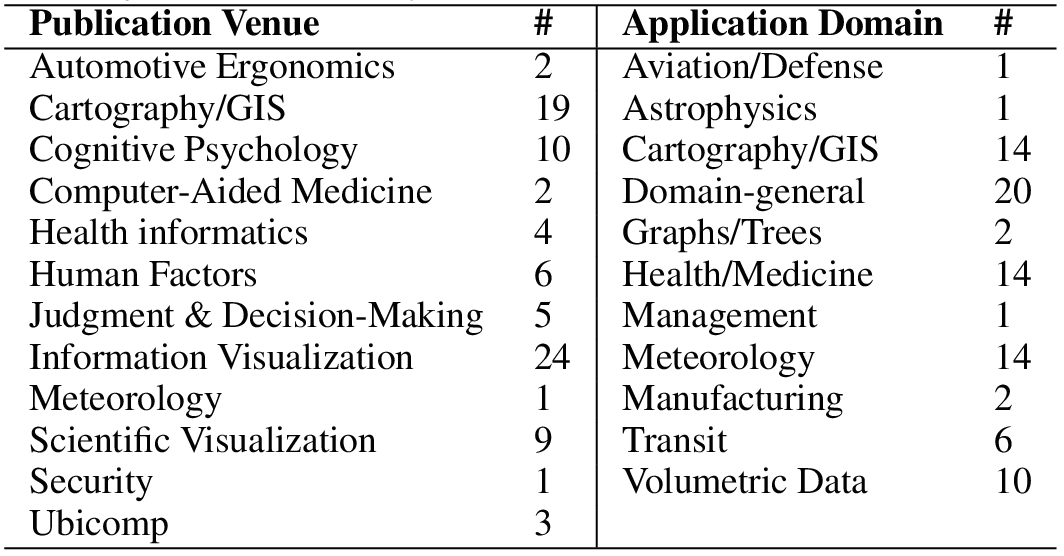 Publication Venue # Application Domain #
Automotive Ergonomics 2 Aviation/Defense 1
Cartography/GIS 19 Astrophysics 1
Cognitive Psychology 10 Cartography/GIS 14
Computer-Aided Medicine 2 Domain-general 20
Health informatics 4 Graphs/Trees 2
Human Factors 6 Health/Medicine 14
Judgment & Decision-Making 5 Management 1
Information Visualization 24 Meteorology 14
Meteorology 1 Manufacturing 2
Scientific Visualization 9 Transit 6
Security 1 Volumetric Data 10
Ubicomp 3